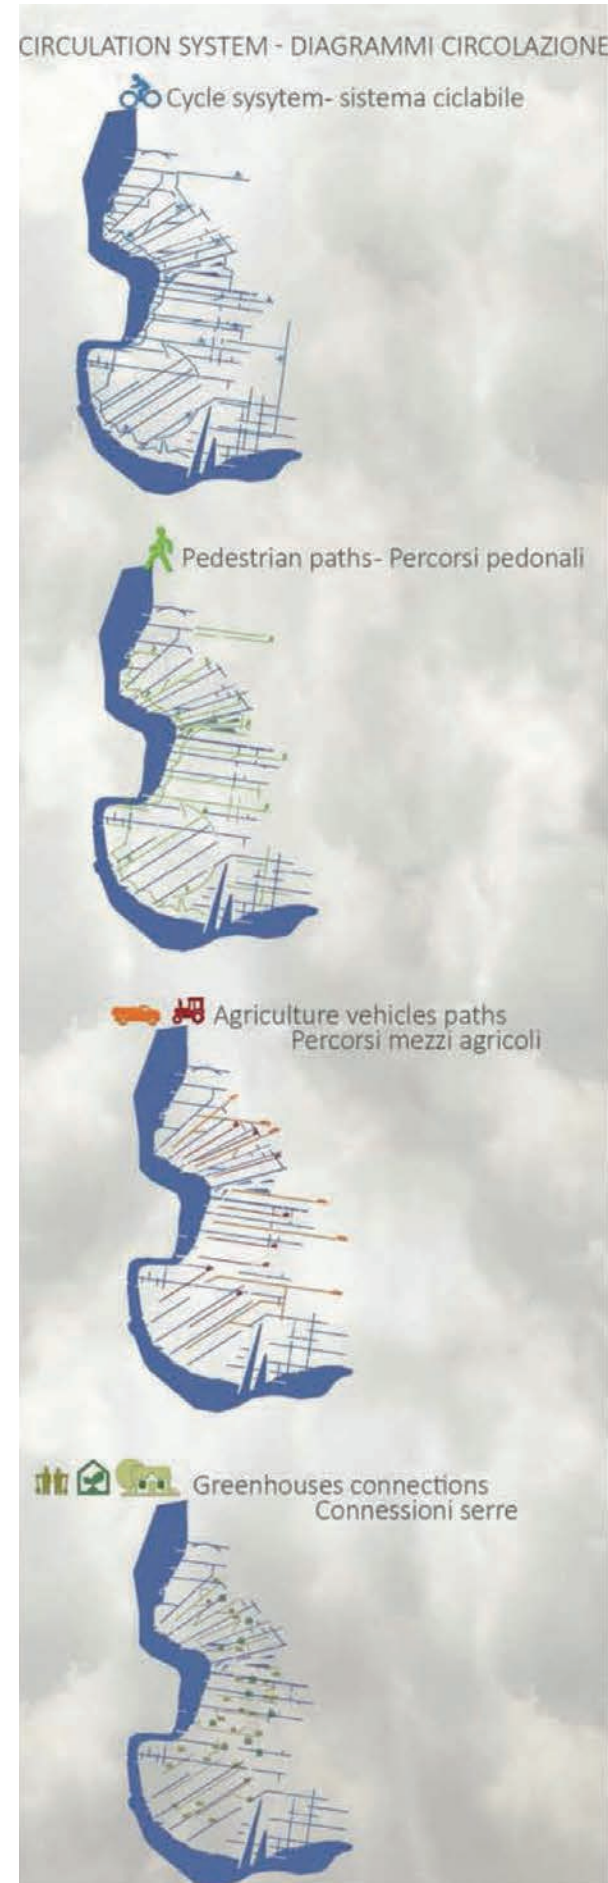 CIRCULATION SYSTEM - DIAGRAMMI CIRCOLAZIONE
Cycle sysytem- sistema ciclabile
Pedestrian paths- Percorsi pedonali
Agriculture vehicles paths
Percorsi mezzi agricoli
Greenhouses connections
Connessioni serre